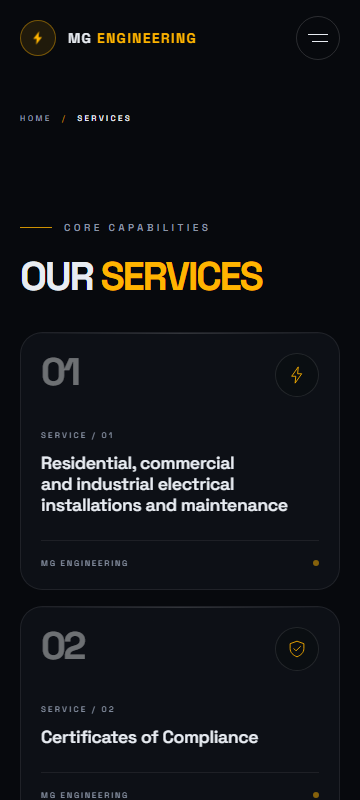 MG ENGINEERING
HOME / SERVICES
CORE CAPABILITIES
OUR SERVICES
01
SERVICE / 01
Residential, commercial
and industrial electrical
installations and maintenance
MG ENGINEERING
02
SERVICE / 02
Certificates of Compliance
MG ENGINEERING